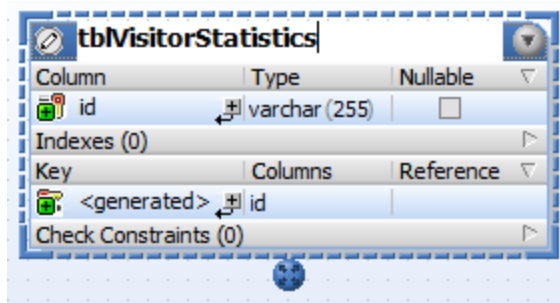 tblVisitorStatistics
Column Type Nullable
id varchar (255)
Indexes (0)
Key Columns Reference
<generated> id
Check Constraints (0)